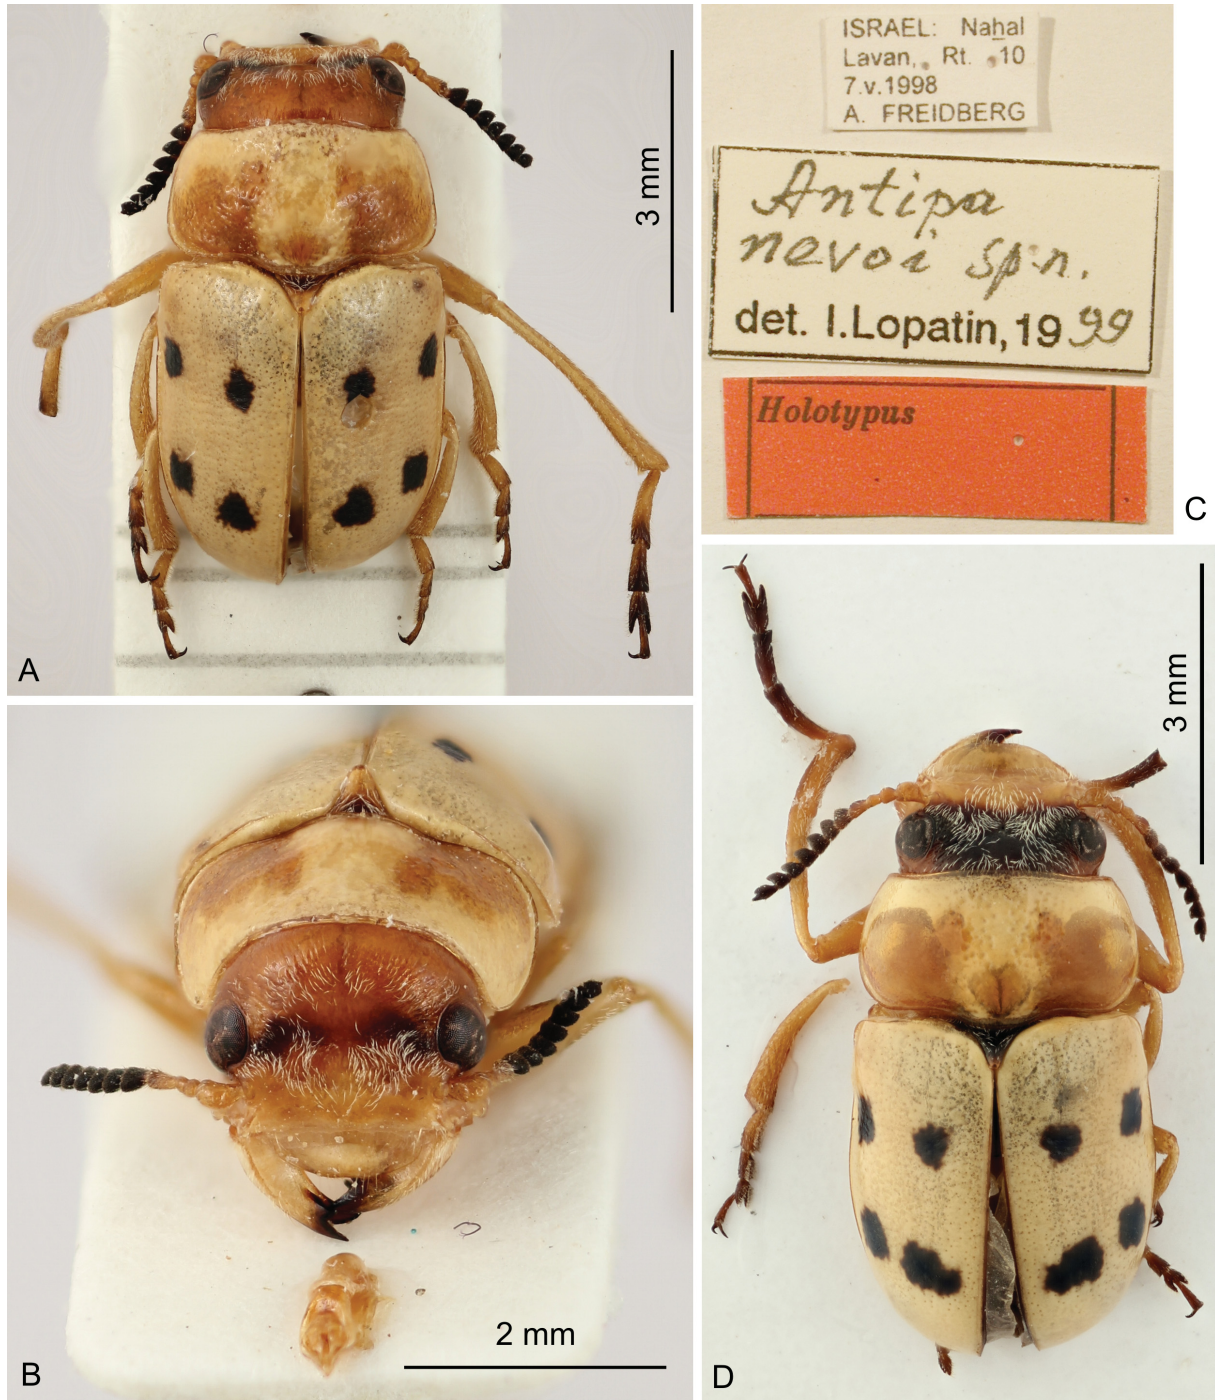 3 mm
A
ISRAEL: Nahal
Lavan, Rt. 10
7.v.1998
A. FREIDBERG
Antipa
nevoi sp.n.
det. I.Lopatin, 1999
Holotypus
C
2 mm
B
3 mm
D